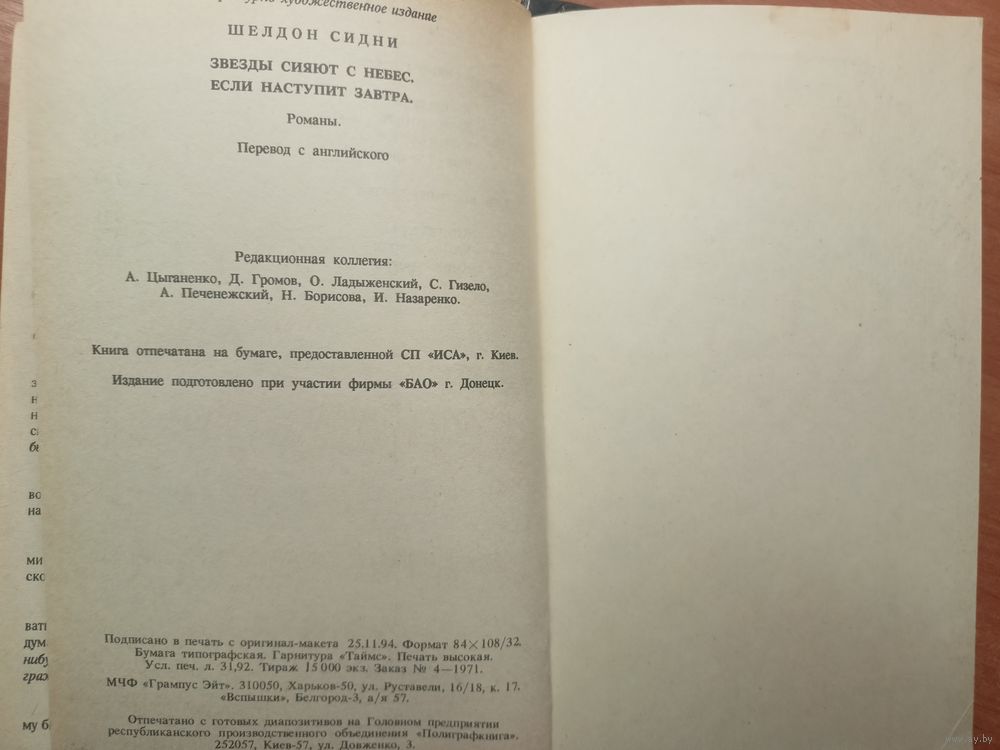 художественное издание
ШЕЛДОН СИДНИ
ЗВЕЗДЫ СИЯЮТ С НЕБЕС.
ЕСЛИ НАСТУПИТ ЗАВТРА.
Романы.
Перевод с английского
Редакционная коллегия:
А. Цыганенко, Д. Громов, О. Ладыженский, С. Гизело,
А. Печенежский, Н. Борисова, И. Назаренко.
Книга отпечатана на бумаге, предоставленной СП «ИСА», г. Киев.
Издание подготовлено при участии фирмы «БАО» г. Донецк.
Подписано в печать с оригинал-макета 25.11.94. Формат 84×108/32.
Бумага типографская. Гарнитура «Таймс». Печать высокая.
Усл. печ. л. 31,92. Тираж 15 000 экз. Заказ № 4—1971.
МЧФ «Грампус Эйт». 310050, Харьков-50, ул. Руставели, 16/18, к. 17.
«Вспышки», Белгород-3, а/я 57.
Отпечатано с готовых диапозитивов на Головном предприятии
республиканского производственного объединения «Полиграфкнига».
252057, Киев-57, ул. Довженко, 3.
www.ay.by